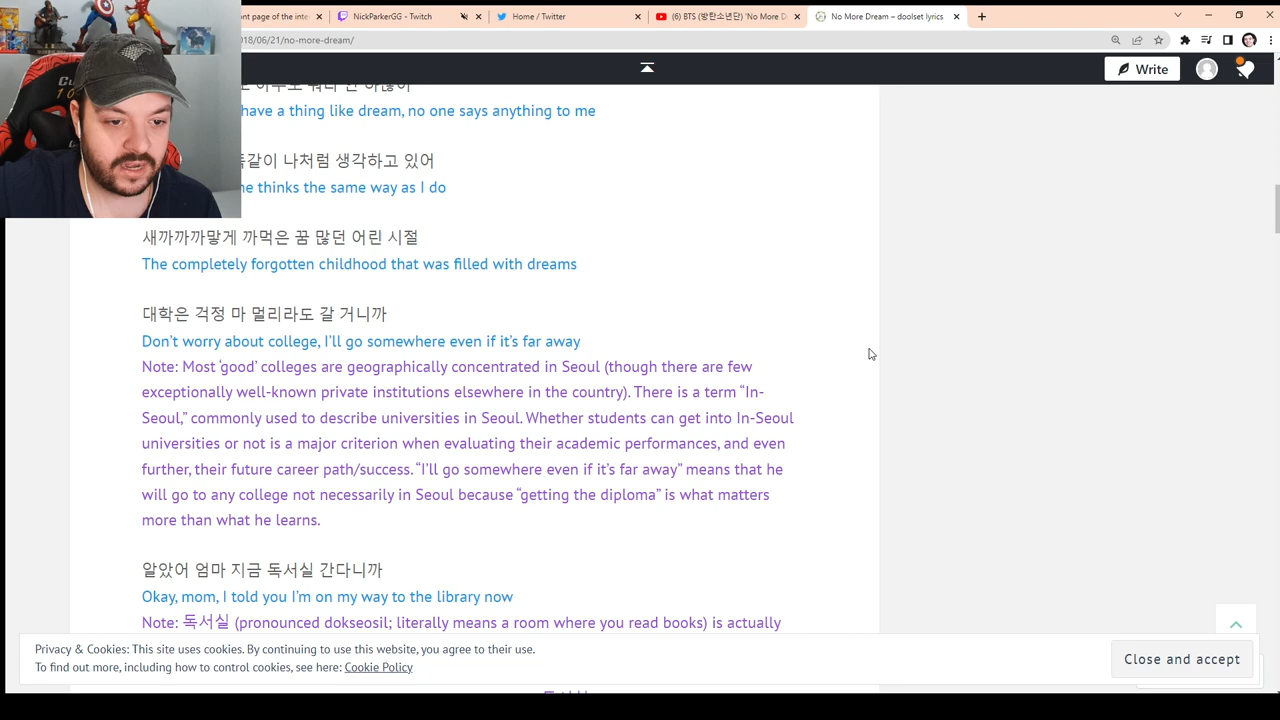 nt page of the inte
NickParkerGG - Twitch
Home / Twitter
(6) BTS (방탄소년단) 'No More D
No More Dream – doolset lyrics
018/06/21/no-more-dream/
Write
have a thing like dream, no one says anything to me
똑같이 나처럼 생각하고 있어
ne thinks the same way as I do
새까까까맣게 까먹은 꿈 많던 어린 시절
The completely forgotten childhood that was filled with dreams
대학은 걱정 마 멀리라도 갈 거니까
Don't worry about college, I'll go somewhere even if it's far away
Note: Most 'good' colleges are geographically concentrated in Seoul (though there are few
exceptionally well-known private institutions elsewhere in the country). There is a term “In-
Seoul,” commonly used to describe universities in Seoul. Whether students can get into In-Seoul
universities or not is a major criterion when evaluating their academic performances, and even
further, their future career path/success. “I'll go somewhere even if it's far away” means that he
will go to any college not necessarily in Seoul because “getting the diploma” is what matters
more than what he learns.
알았어 엄마 지금 독서실 간다니까
Okay, mom, I told you I'm on my way to the library now
Note: 독서실 (pronounced dokseosil; literally means a room where you read books) is actually
Privacy & Cookies: This site uses cookies. By continuing to use this website, you agree to their use.
To find out more, including how to control cookies, see here: Cookie Policy
Close and accept